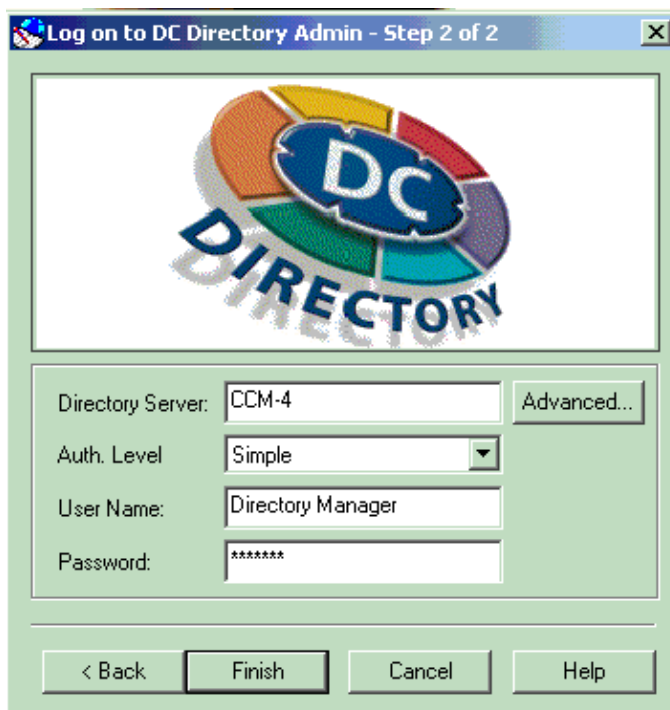 Log on to DC Directory Admin - Step 2 of 2
DC
DIRECTORY
Directory Server: CCM-4 Advanced...
Auth. Level Simple
User Name: Directory Manager
Password: *******
< Back Finish Cancel Help